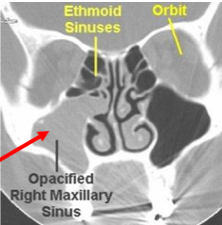 Ethmoid
Sinuses
Orbit
Opacified
Right Maxillary
Sinus